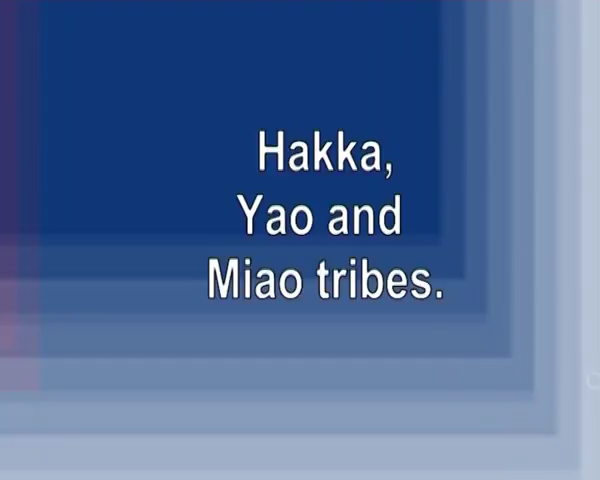 Hakka,
Yao and
Miao tribes.